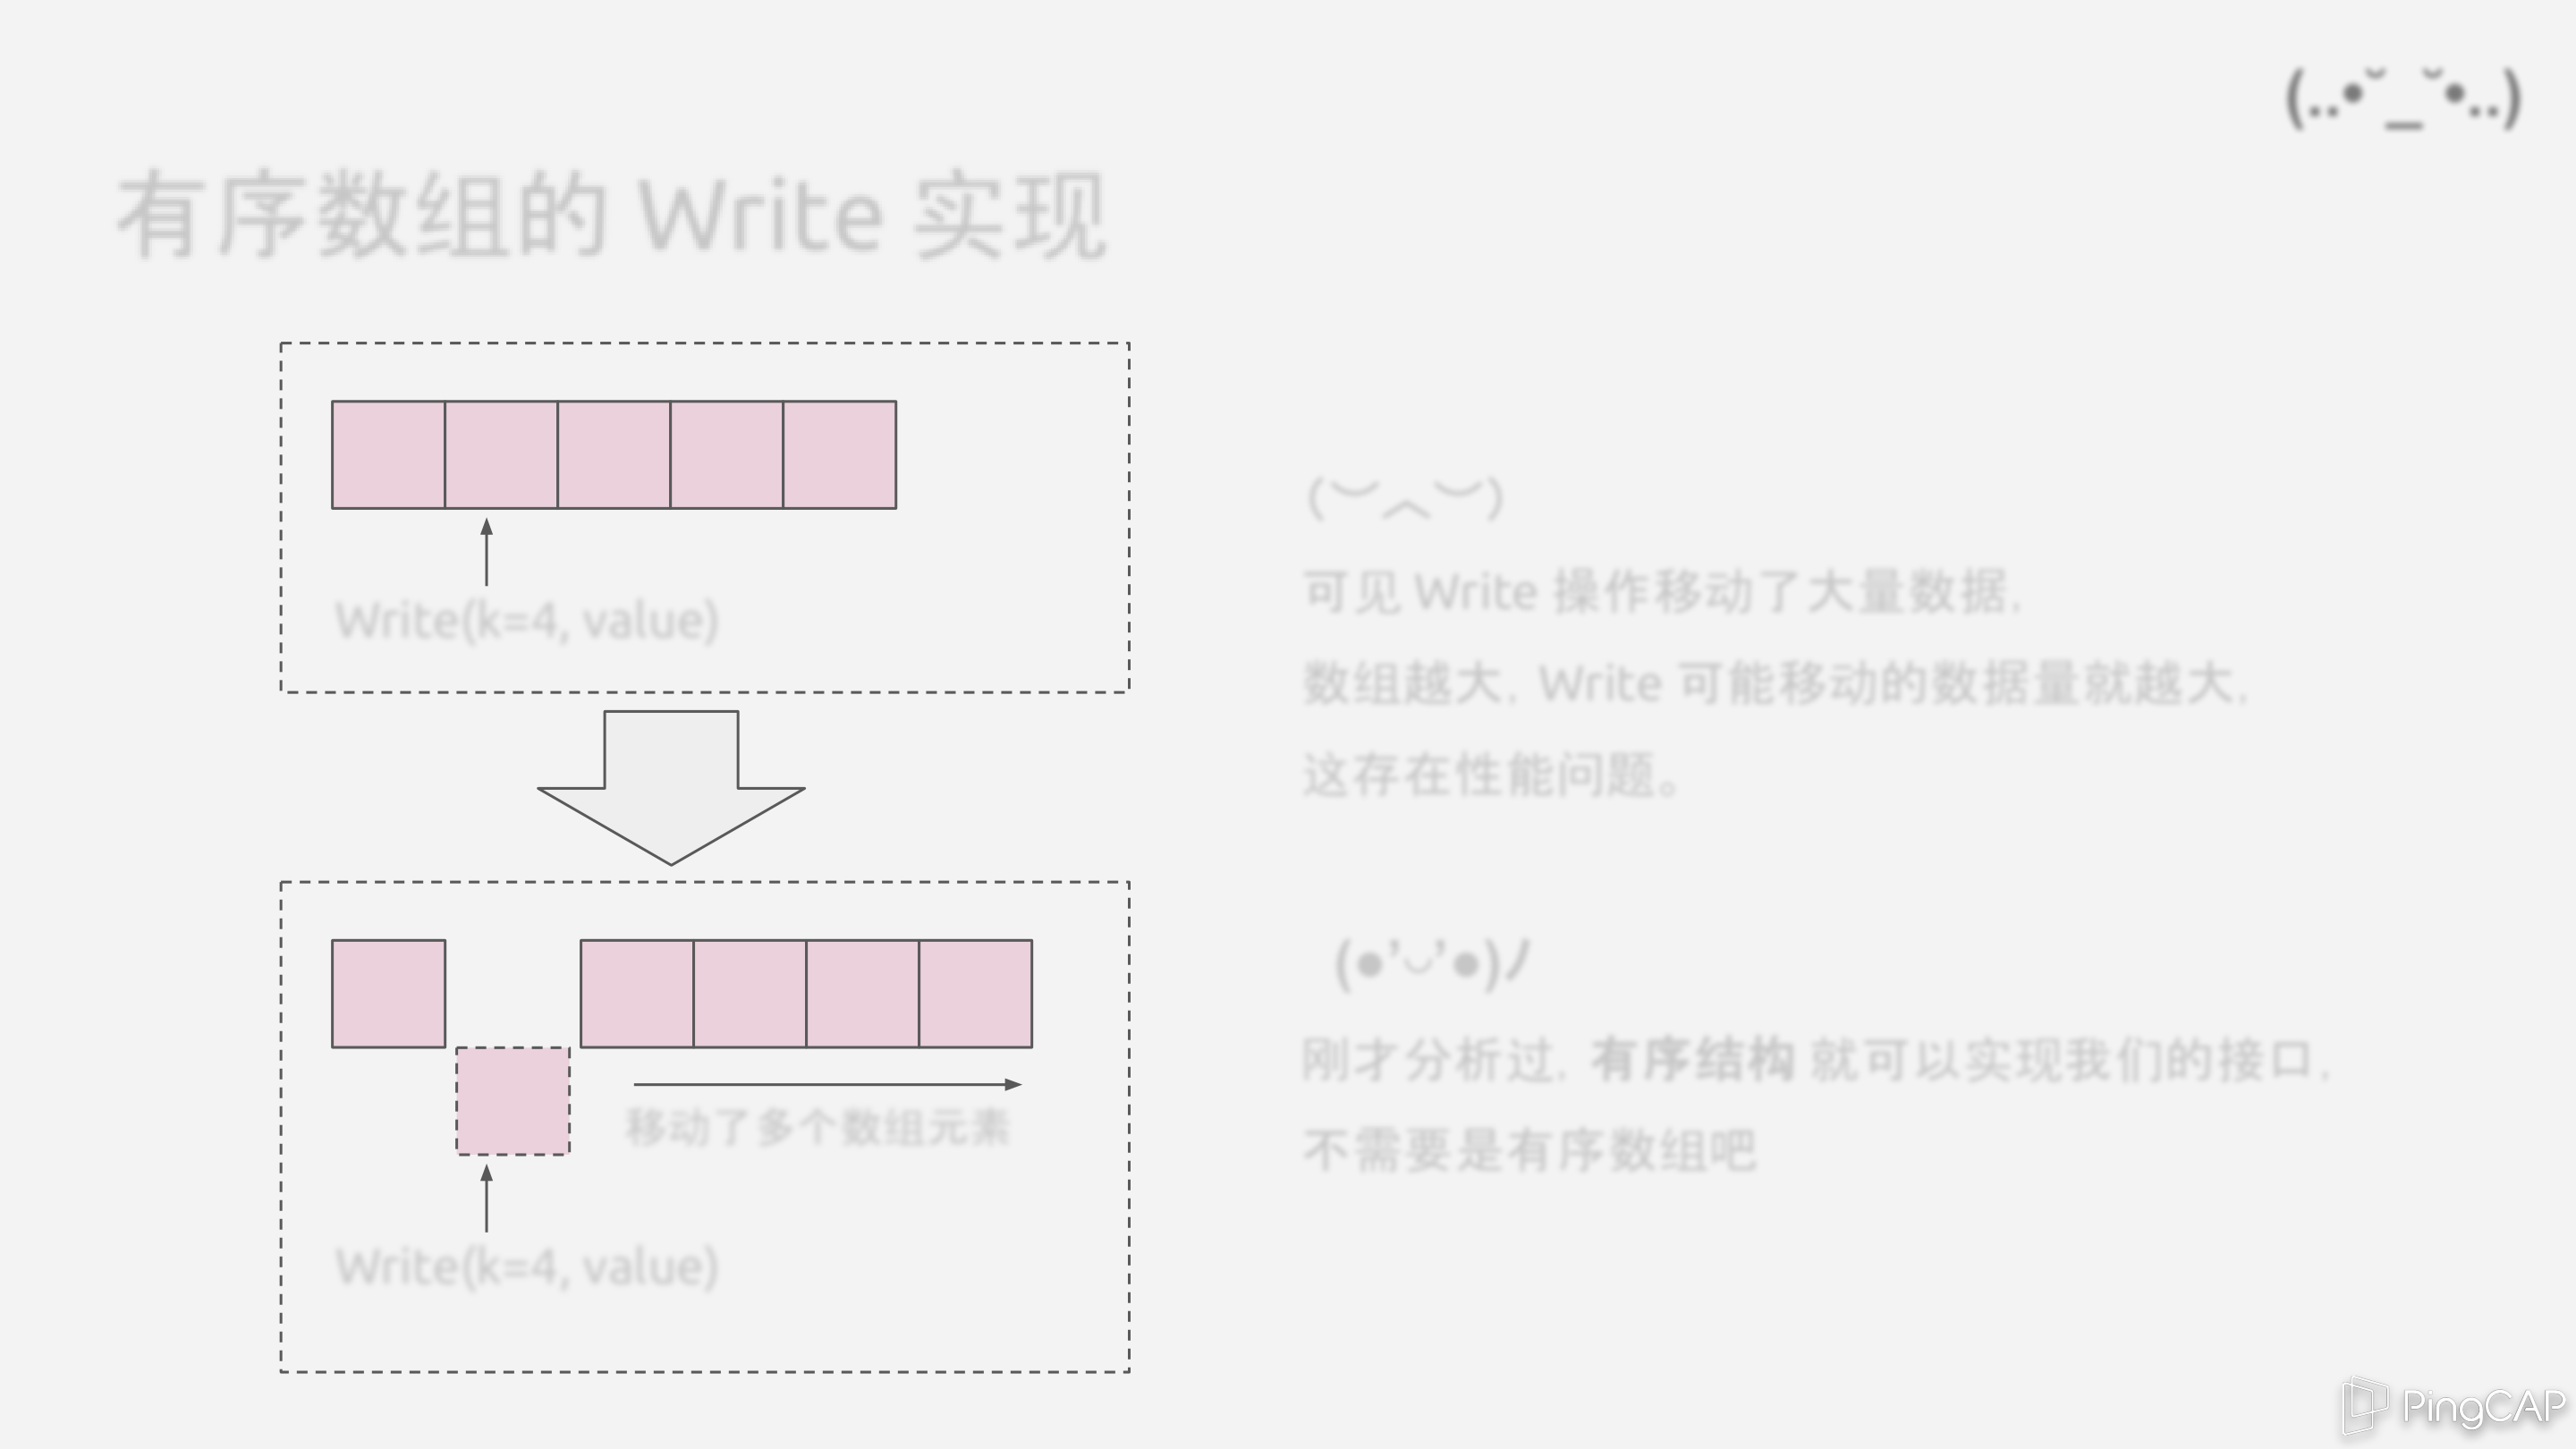 (..•˘_˘•..)
有序数组的 Write 实现
Write(k=4, value)
(︶︿︶)
可见 Write 操作移动了大量数据,
数组越大, Write 可能移动的数据量就越大,
这存在性能问题。
移动了多个数组元素
Write(k=4, value)
(●’◡’●)ﾉ
刚才分析过, 有序结构 就可以实现我们的接口,
不需要是有序数组吧
PingCAP